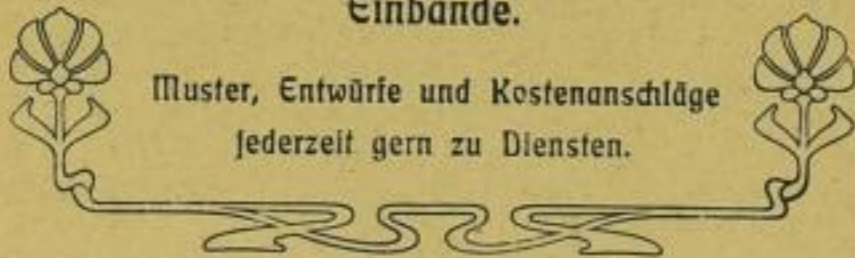 Einbände.
Muster, Entwürfe und Kostenanschläge
jederzeit gern zu Diensten.